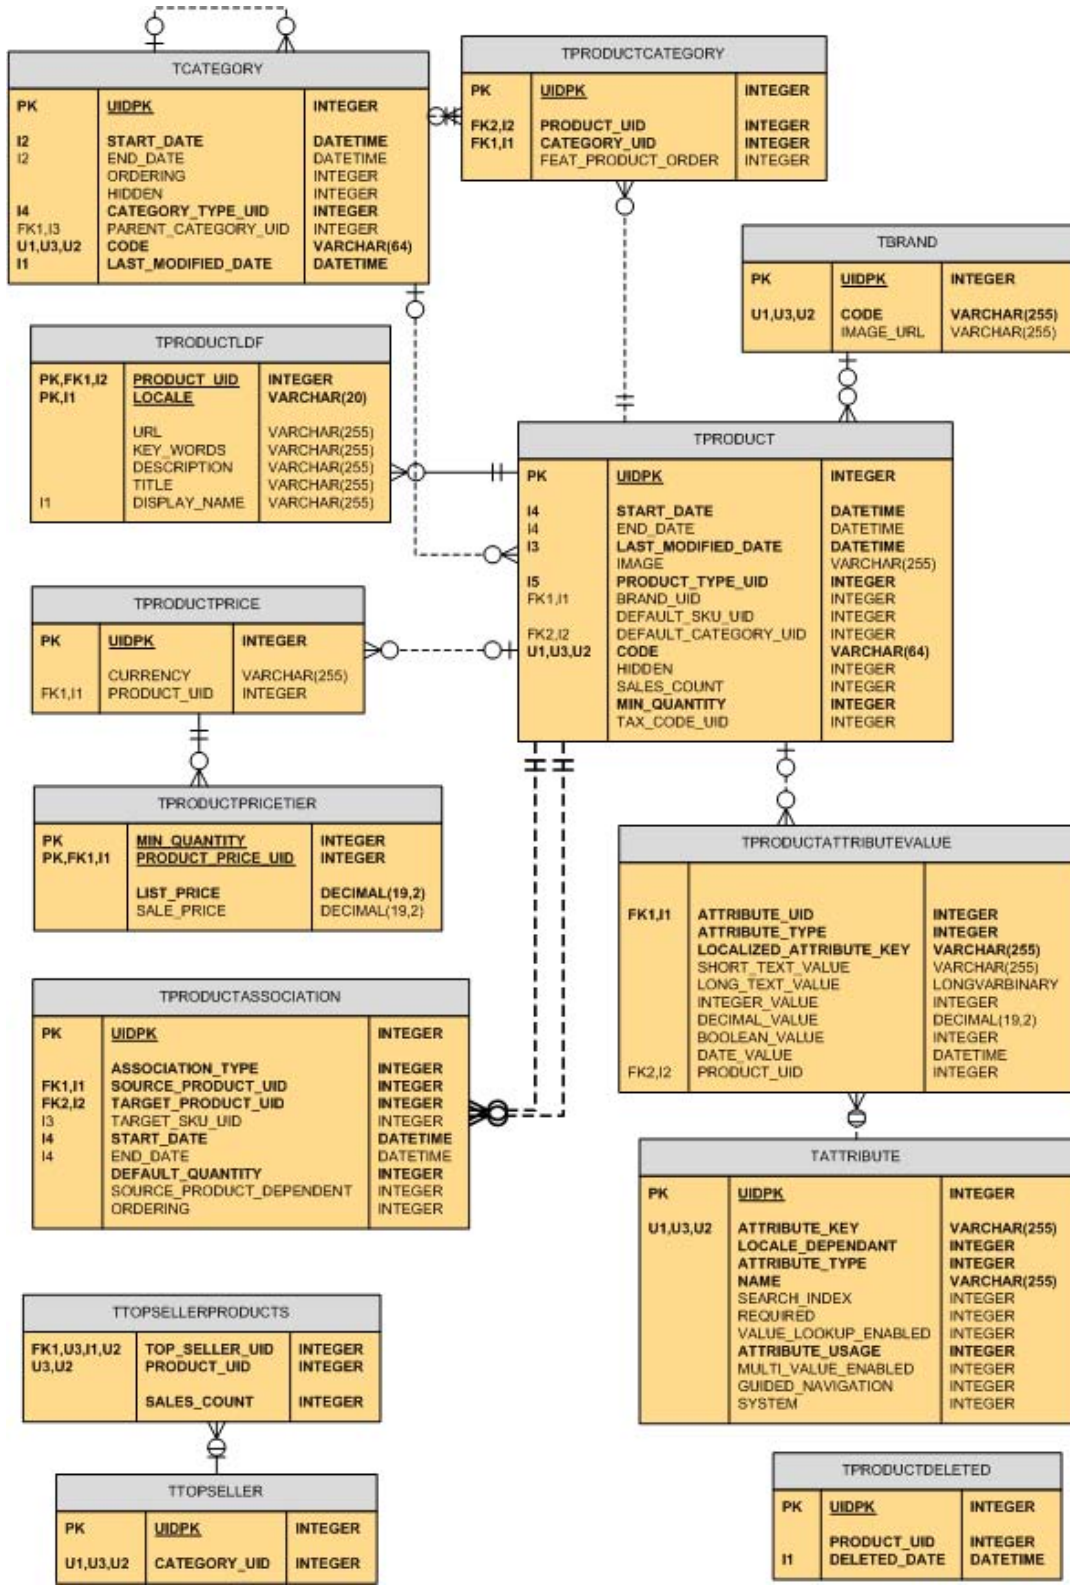 TCATEGORY
PK UIDPK INTEGER
I2 START_DATE DATETIME
I2 END_DATE DATETIME
ORDERING INTEGER
HIDDEN INTEGER
I4 CATEGORY_TYPE_UID INTEGER
FK1,I3 PARENT_CATEGORY_UID INTEGER
U1,U3,U2 CODE VARCHAR(64)
I1 LAST_MODIFIED_DATE DATETIME
TPRODUCTCATEGORY
PK UIDPK INTEGER
FK2,I2 PRODUCT_UID INTEGER
FK1,I1 CATEGORY_UID INTEGER
FEAT_PRODUCT_ORDER INTEGER
TBRAND
PK UIDPK INTEGER
U1,U3,U2 CODE VARCHAR(255)
IMAGE_URL VARCHAR(255)
TPRODUCTLDF
PK,FK1,I2 PRODUCT_UID INTEGER
PK,I1 LOCALE VARCHAR(20)
URL VARCHAR(255)
KEY_WORDS VARCHAR(255)
DESCRIPTION VARCHAR(255)
TITLE VARCHAR(255)
I1 DISPLAY_NAME VARCHAR(255)
TPRODUCT
PK UIDPK INTEGER
I4 START_DATE DATETIME
I4 END_DATE DATETIME
I3 LAST_MODIFIED_DATE DATETIME
IMAGE VARCHAR(255)
I5 PRODUCT_TYPE_UID INTEGER
FK1,I1 BRAND_UID INTEGER
DEFAULT_SKU_UID INTEGER
FK2,I2 DEFAULT_CATEGORY_UID INTEGER
U1,U3,U2 CODE VARCHAR(64)
HIDDEN INTEGER
SALES_COUNT INTEGER
MIN_QUANTITY INTEGER
TAX_CODE_UID INTEGER
TPRODUCTPRICE
PK UIDPK INTEGER
CURRENCY VARCHAR(255)
FK1,I1 PRODUCT_UID INTEGER
TPRODUCTPRICETIER
PK MIN_QUANTITY INTEGER
PK,FK1,I1 PRODUCT_PRICE_UID INTEGER
LIST_PRICE DECIMAL(19,2)
SALE_PRICE DECIMAL(19,2)
TPRODUCTATTRIBUTEVALUE
FK1,I1 ATTRIBUTE_UID INTEGER
ATTRIBUTE_TYPE INTEGER
LOCALIZED_ATTRIBUTE_KEY VARCHAR(255)
SHORT_TEXT_VALUE VARCHAR(255)
LONG_TEXT_VALUE LONGVARBINARY
INTEGER_VALUE INTEGER
DECIMAL_VALUE DECIMAL(19,2)
BOOLEAN_VALUE INTEGER
DATE_VALUE DATETIME
FK2,I2 PRODUCT_UID INTEGER
TPRODUCTASSOCIATION
PK UIDPK INTEGER
ASSOCIATION_TYPE INTEGER
FK1,I1 SOURCE_PRODUCT_UID INTEGER
FK2,I2 TARGET_PRODUCT_UID INTEGER
I3 TARGET_SKU_UID INTEGER
I4 START_DATE DATETIME
I4 END_DATE DATETIME
DEFAULT_QUANTITY INTEGER
SOURCE_PRODUCT_DEPENDENT INTEGER
ORDERING INTEGER
TATTRIBUTE
PK UIDPK INTEGER
U1,U3,U2 ATTRIBUTE_KEY VARCHAR(255)
LOCALE_DEPENDANT INTEGER
ATTRIBUTE_TYPE INTEGER
NAME VARCHAR(255)
SEARCH_INDEX INTEGER
REQUIRED INTEGER
VALUE_LOOKUP_ENABLED INTEGER
ATTRIBUTE_USAGE INTEGER
MULTI_VALUE_ENABLED INTEGER
GUIDED_NAVIGATION INTEGER
SYSTEM INTEGER
TTOPSELLERPRODUCTS
FK1,U3,I1,U2 TOP_SELLER_UID INTEGER
U3,U2 PRODUCT_UID INTEGER
SALES_COUNT INTEGER
TTOPSELLER
PK UIDPK INTEGER
U1,U3,U2 CATEGORY_UID INTEGER
TPRODUCTDELETED
PK UIDPK INTEGER
PRODUCT_UID INTEGER
I1 DELETED_DATE DATETIME